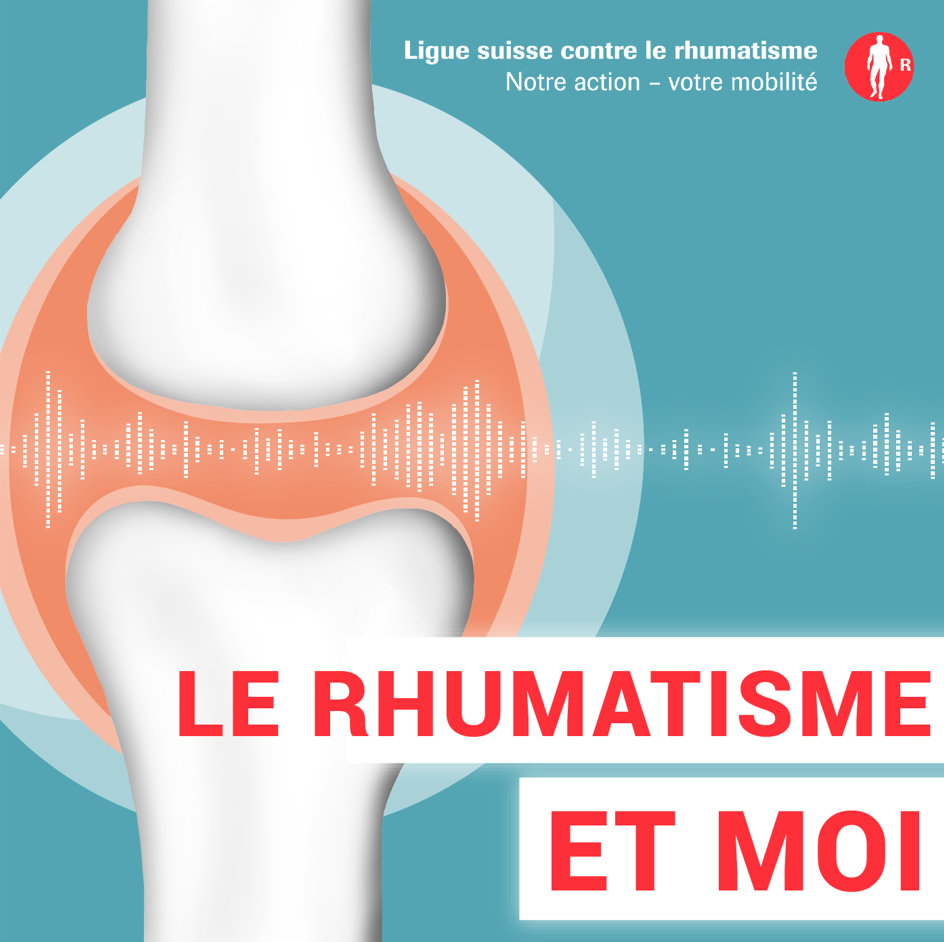 Ligue suisse contre le rhumatisme
Notre action – votre mobilité
R
LE RHUMATISME
ET MOI